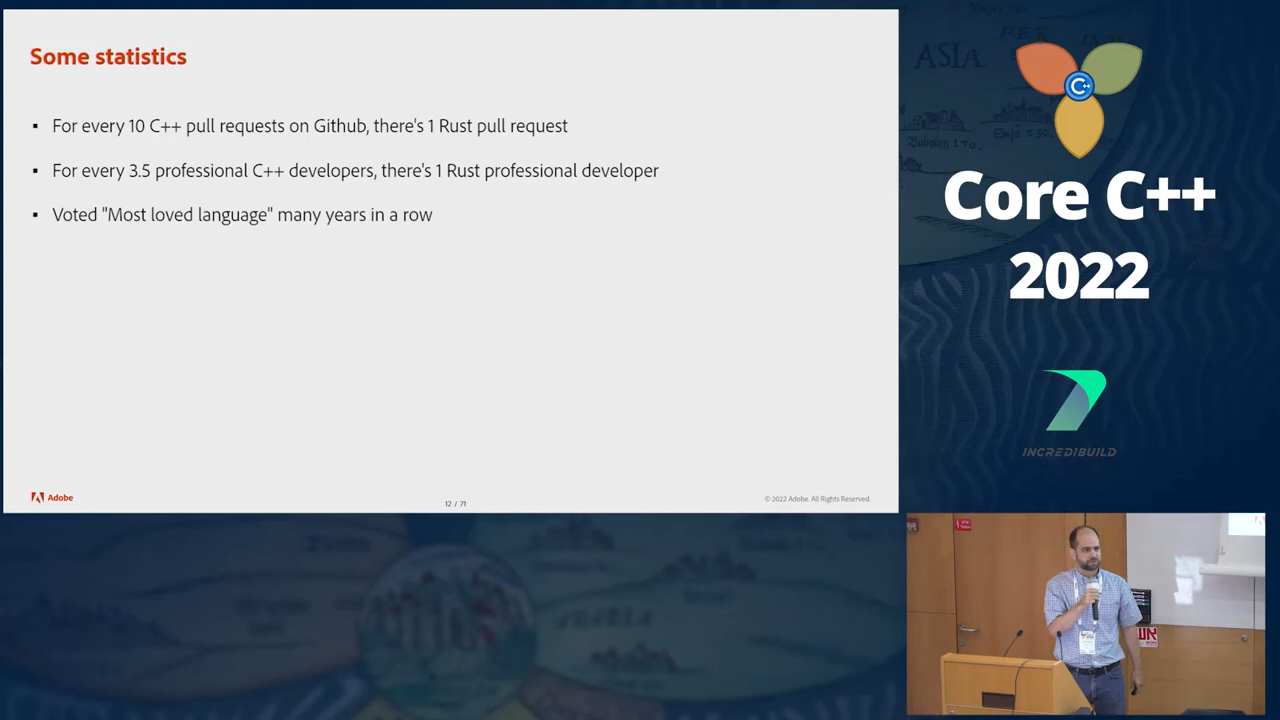 Some statistics
▪ For every 10 C++ pull requests on Github, there's 1 Rust pull request
▪ For every 3.5 professional C++ developers, there's 1 Rust professional developer
▪ Voted "Most loved language" many years in a row
Adobe
12 / 71
© 2022 Adobe. All Rights Reserved.
ASIA
C++
Core C++
2022
INCREDIBUILD